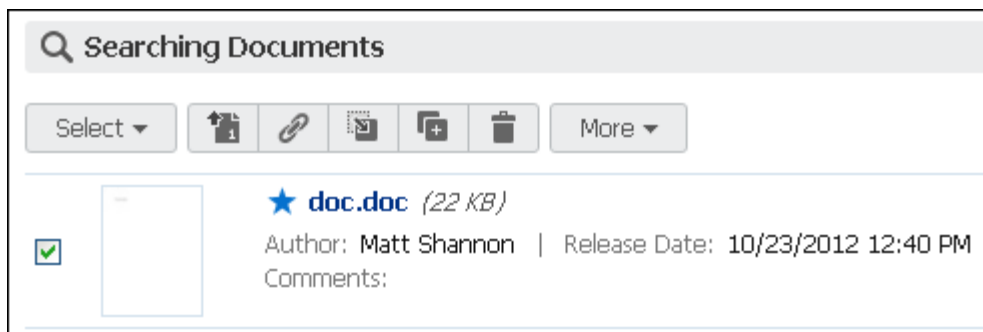 Searching Documents
Select More
doc.doc (22 KB)
Author: Matt Shannon | Release Date: 10/23/2012 12:40 PM
Comments: